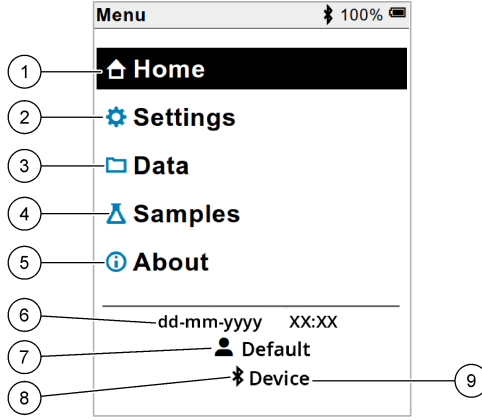 Menu 100%
1 Home
2 Settings
3 Data
4 Samples
5 About
6 dd-mm-yyyy XX:XX
7 Default
8 Device 9